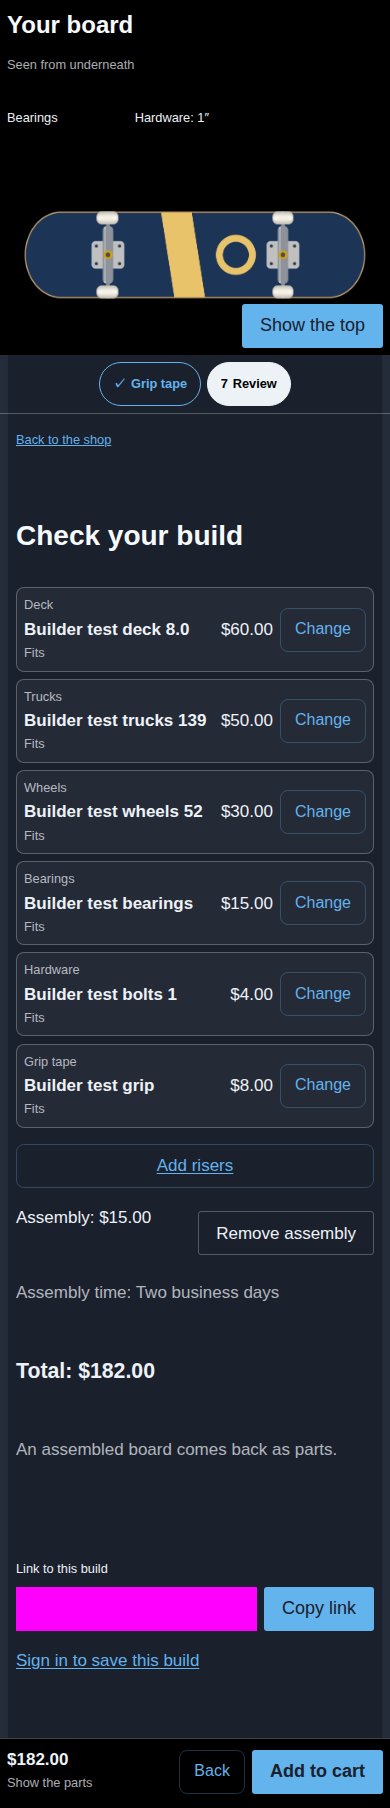 Your board
Seen from underneath
Bearings
Hardware: 1″
Show the top
✓ Grip tape
7 Review
Back to the shop
Check your build
Deck
Builder test deck 8.0
$60.00
Change
Fits
Trucks
Builder test trucks 139
$50.00
Change
Fits
Wheels
Builder test wheels 52
$30.00
Change
Fits
Bearings
Builder test bearings
$15.00
Change
Fits
Hardware
Builder test bolts 1
$4.00
Change
Fits
Grip tape
Builder test grip
$8.00
Change
Fits
Add risers
Assembly: $15.00
Remove assembly
Assembly time: Two business days
Total: $182.00
An assembled board comes back as parts.
Link to this build
Copy link
Sign in to save this build
$182.00
Show the parts
Back
Add to cart